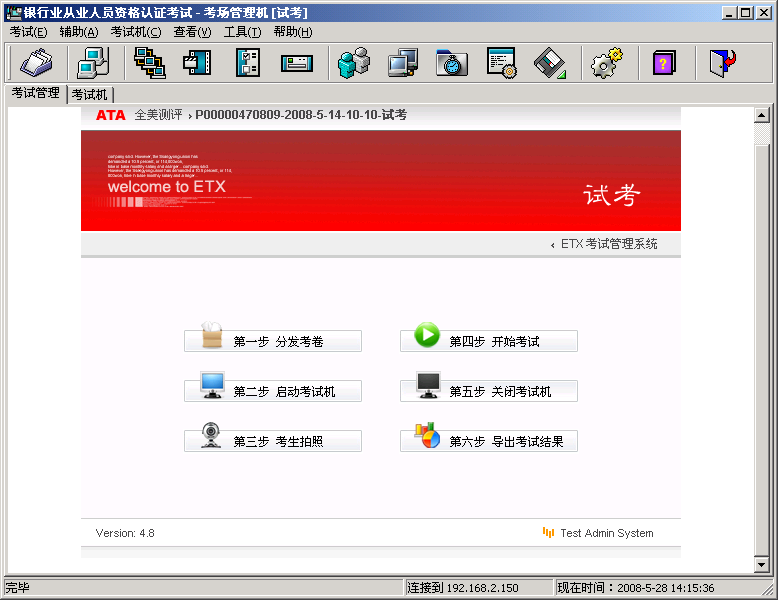 银行业从业人员资格认证考试 - 考场管理机 [试考]
考试(E) 辅助(A) 考试机(C) 查看(V) 工具(T) 帮助(H)
考试管理 考试机
ATA 全美测评 › P00000470809-2008-5-14-10-10-试考
welcome to ETX
试考
‹ ETX 考试管理系统
第一步 分发考卷
第四步 开始考试
第二步 启动考试机
第五步 关闭考试机
第三步 考生拍照
第六步 导出考试结果
Version: 4.8
Test Admin System
完毕
连接到 192.168.2.150
现在时间：2008-5-28 14:15:36